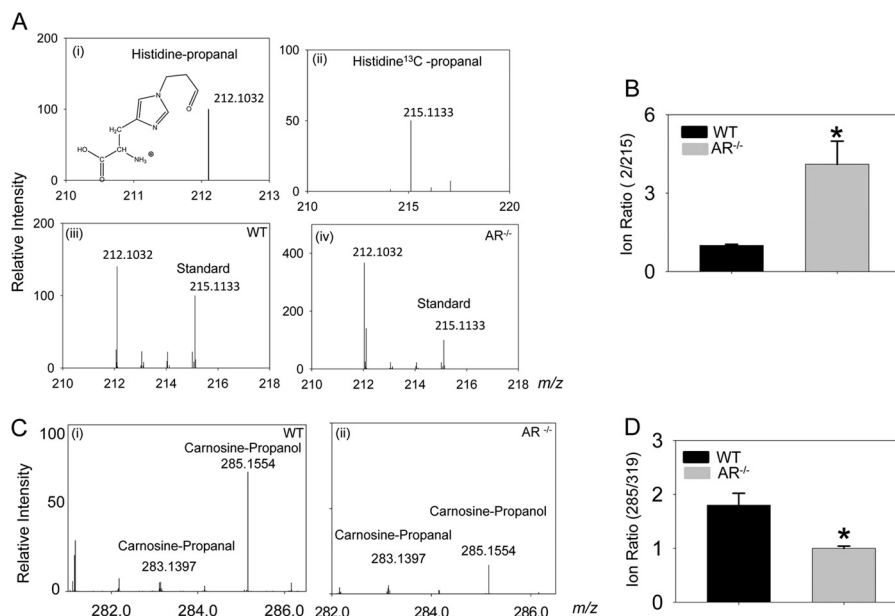 A
(i)
Histidine-propanal
212.1032
200
100
0
210
211
212
213
HO
O
H₂C
CH
NH₃
⊕
N
N
O
(ii)
Histidine¹³C -propanal
215.1133
100
50
0
210
215
220
Relative Intensity
(iii)
WT
212.1032
Standard
215.1133
200
100
0
210
212
214
216
218
(iv)
AR⁻/⁻
212.1032
Standard
215.1133
400
200
0
210
212
214
216
218
m/z
B
WT
AR⁻/⁻
*
Ion Ratio ( 2/215)
6
3
0
C
(i)
WT
Carnosine-Propanol
285.1554
Carnosine-Propanal
283.1397
Relative Intensity
100
50
0
282.0
284.0
286.0
(ii)
AR ⁻/⁻
Carnosine-Propanol
Carnosine-Propanal
283.1397
285.1554
282.0
284.0
286.0
m/z
D
WT
AR⁻/⁻
*
Ion Ratio (285/319)
3
2
1
0